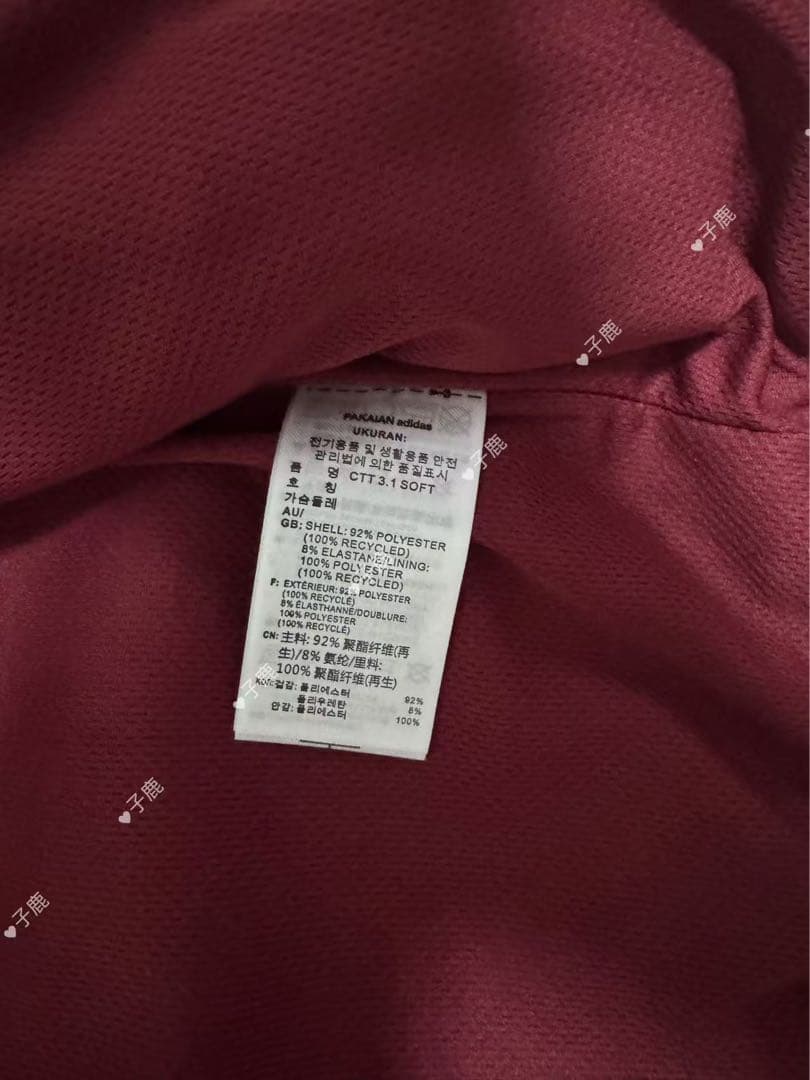 PAKAIAN adidas
UKURAN:
전기용품 및 생활용품 안전
관리법에 의한 품질표시
품 명 CTT 3.1 SOFT
호 칭
가슴둘레
AU/
GB: SHELL: 92% POLYESTER
(100% RECYCLED)
8% ELASTANE/LINING:
100% POLYESTER
(100% RECYCLED)
F: EXTÉRIEUR: 92% POLYESTER
(100% RECYCLÉ)
8% ÉLASTHANNE/DOUBLURE:
100% POLYESTER
(100% RECYCLÉ)
CN: 主料: 92% 聚酯纤维(再
生)/8% 氨纶/里料:
100% 聚酯纤维(再生)
KOR: 겉감: 폴리에스터 92%
폴리우레탄 8%
안감: 폴리에스터 100%
♥子鹿
♥子鹿
♥子鹿
♥子鹿
♥子鹿
♥子鹿